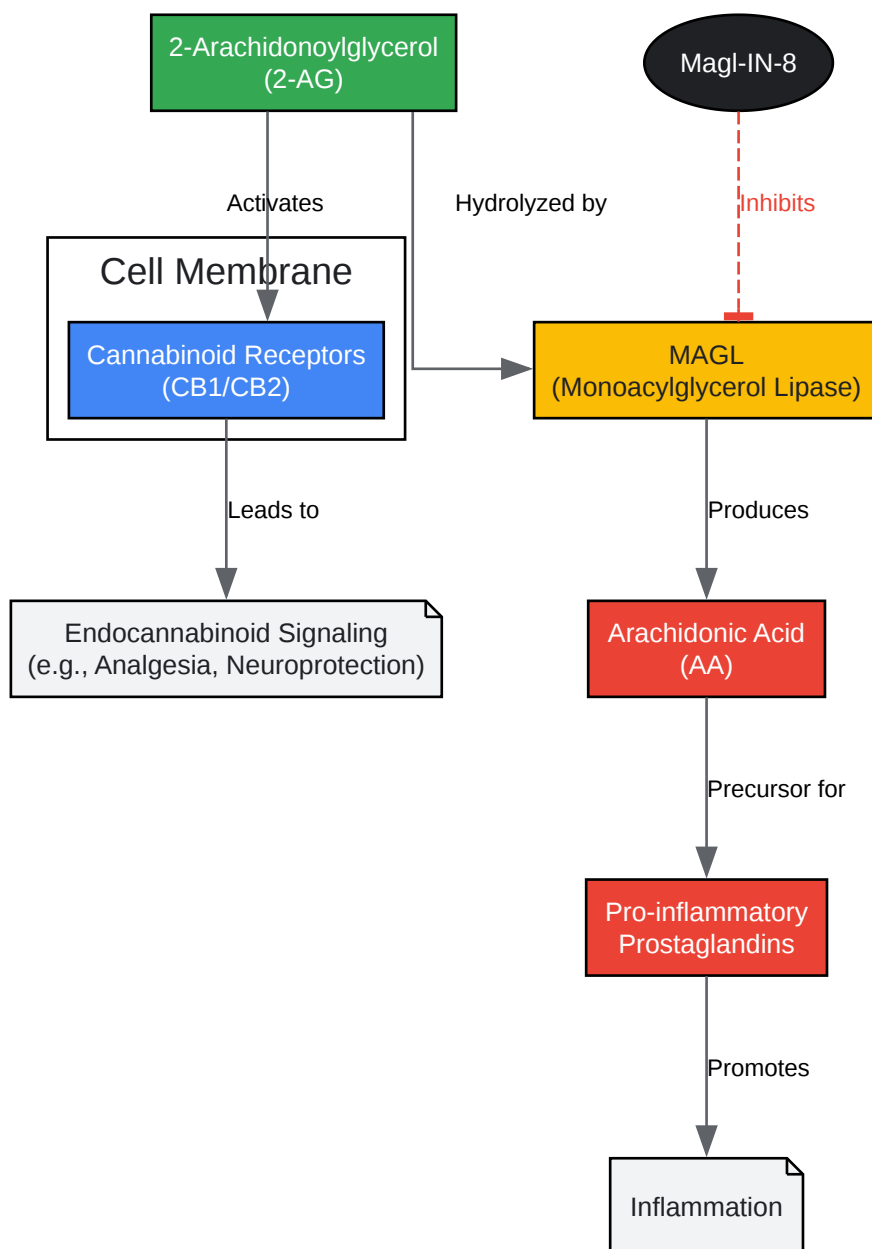 2-Arachidonoylglycerol
(2-AG)
Magl-IN-8
Activates
Hydrolyzed by
Inhibits
Cell Membrane
Cannabinoid Receptors
(CB1/CB2)
MAGL
(Monoacylglycerol Lipase)
Leads to
Produces
Endocannabinoid Signaling
(e.g., Analgesia, Neuroprotection)
Arachidonic Acid
(AA)
Precursor for
Pro-inflammatory
Prostaglandins
Promotes
Inflammation